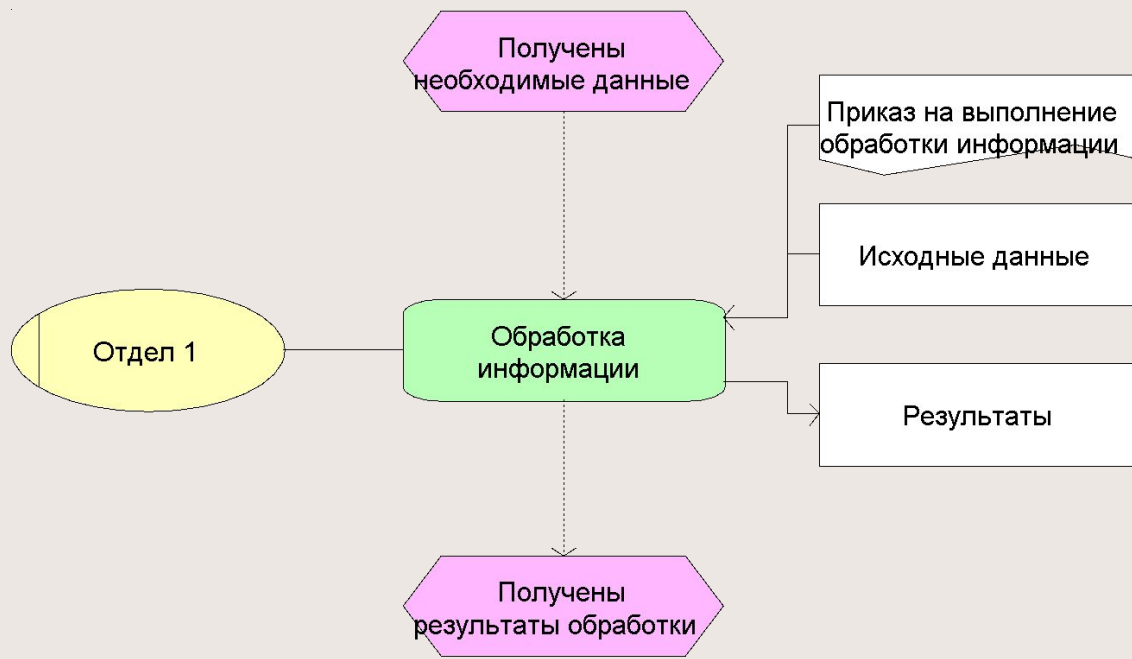 Получены
необходимые данные
Приказ на выполнение
обработки информации
Исходные данные
Отдел 1
Обработка
информации
Результаты
Получены
результаты обработки